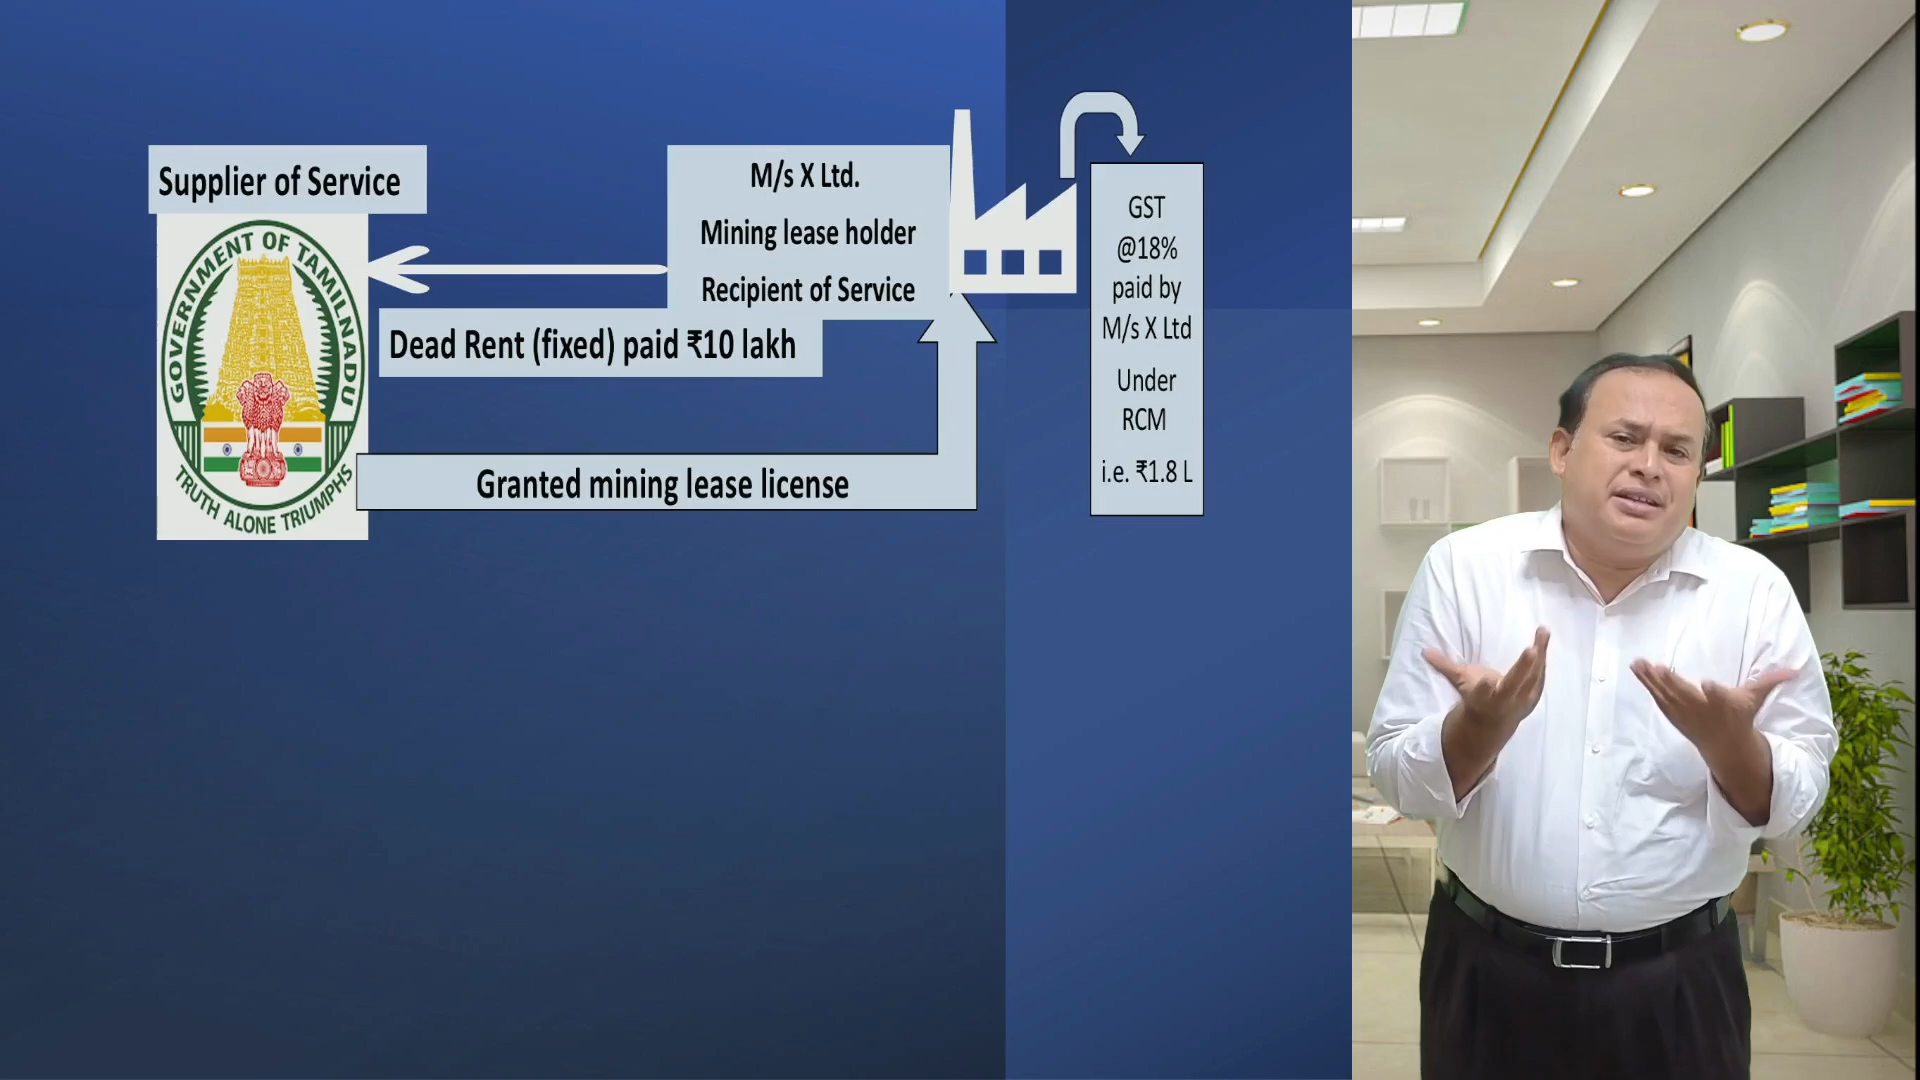 Supplier of Service
GOVERNMENT OF TAMILNADU
TRUTH ALONE TRIUMPHS
M/s X Ltd.
Mining lease holder
Recipient of Service
Dead Rent (fixed) paid ₹10 lakh
Granted mining lease license
GST
@18%
paid by
M/s X Ltd
Under
RCM
i.e. ₹1.8 L